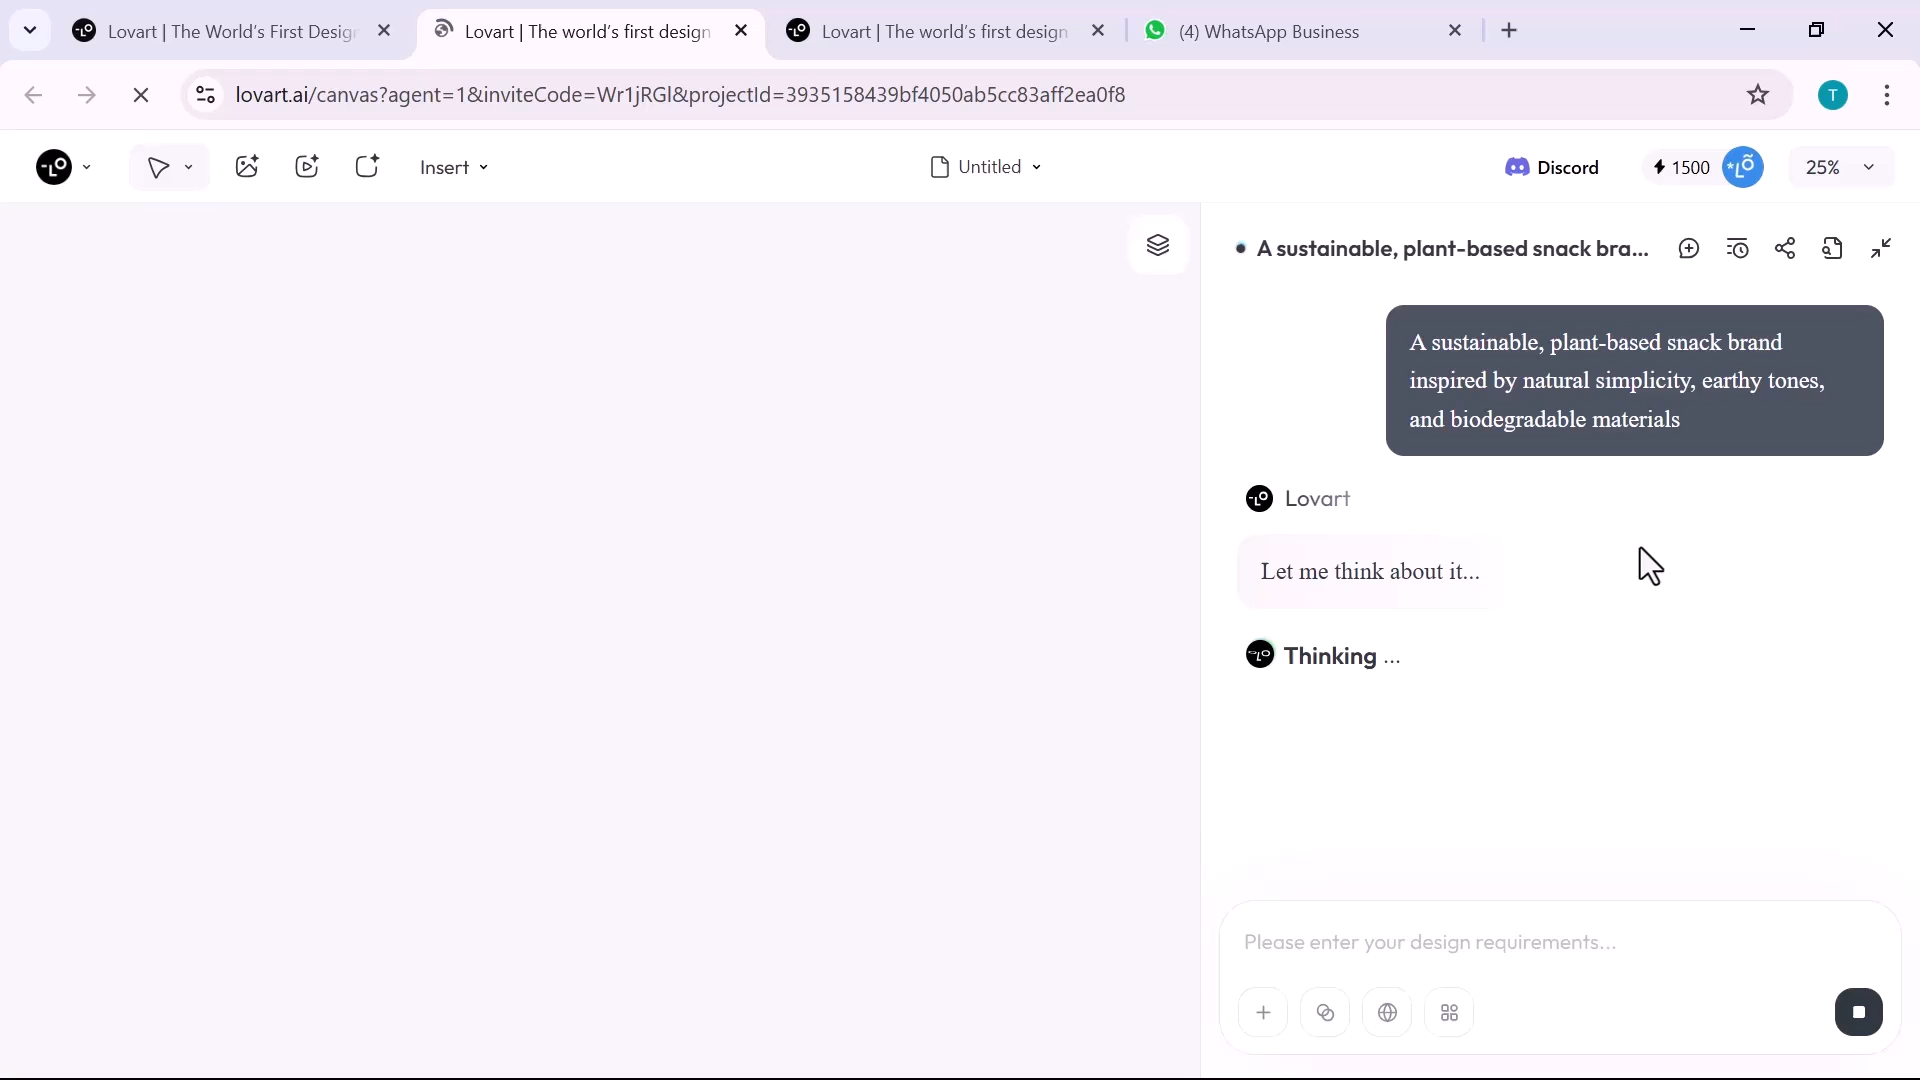 Lovart | The World's First Desig
Lovart | The world's first design
Lovart | The world's first design
(4) WhatsApp Business
lovart.ai/canvas?agent=1&inviteCode=Wr1jRGl&projectId=3935158439bf4050ab5cc83aff2ea0f8
T
Insert
Untitled
Discord
1500
25%
A sustainable, plant-based snack bra...
A sustainable, plant-based snack brand
inspired by natural simplicity, earthy tones,
and biodegradable materials
Lovart
Let me think about it...
Thinking ...
Please enter your design requirements...